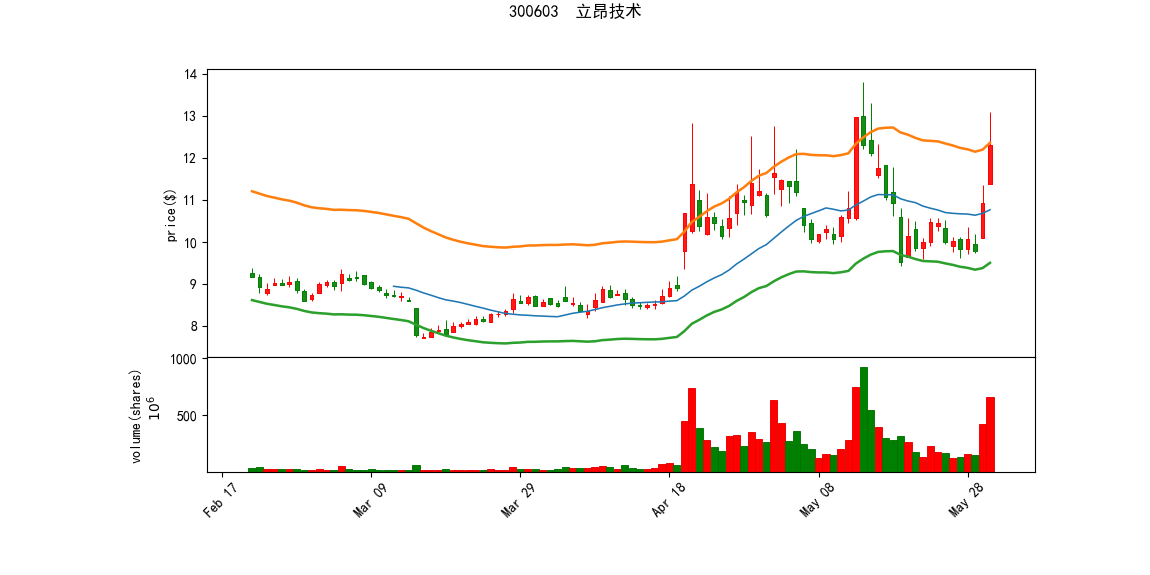 300603  立昂技术
14
13
12
11
10
9
8
price($)
1000
500
volume(shares)
10^6
Feb 17
Mar 09
Mar 29
Apr 18
May 08
May 28